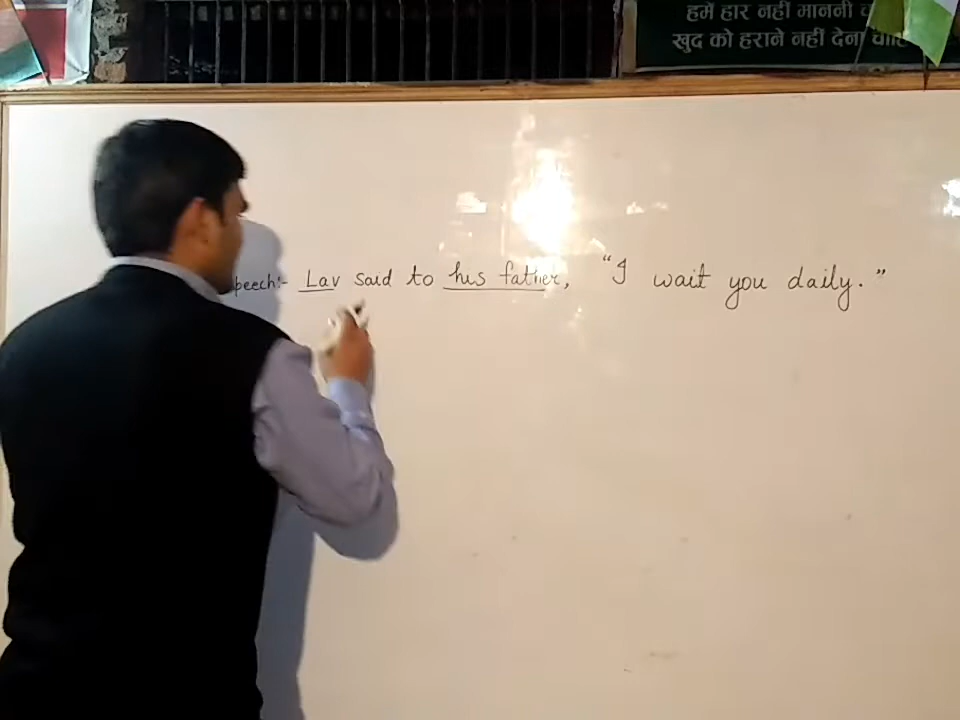 हमें हार नहीं माननी
खुद को हराने नहीं देना चाहि
peech:- Lav said to his father, "I wait you daily."